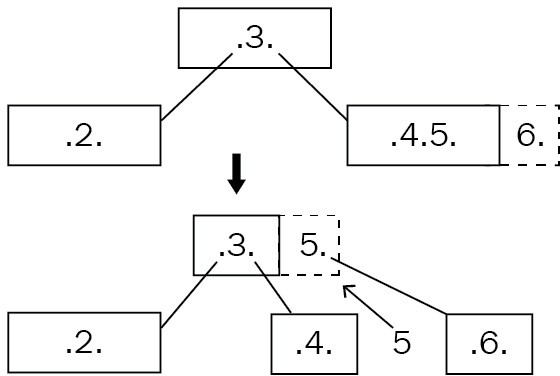 .3.
.2. .4.5. 6.
.3. 5.
.2. .4. 5 .6.